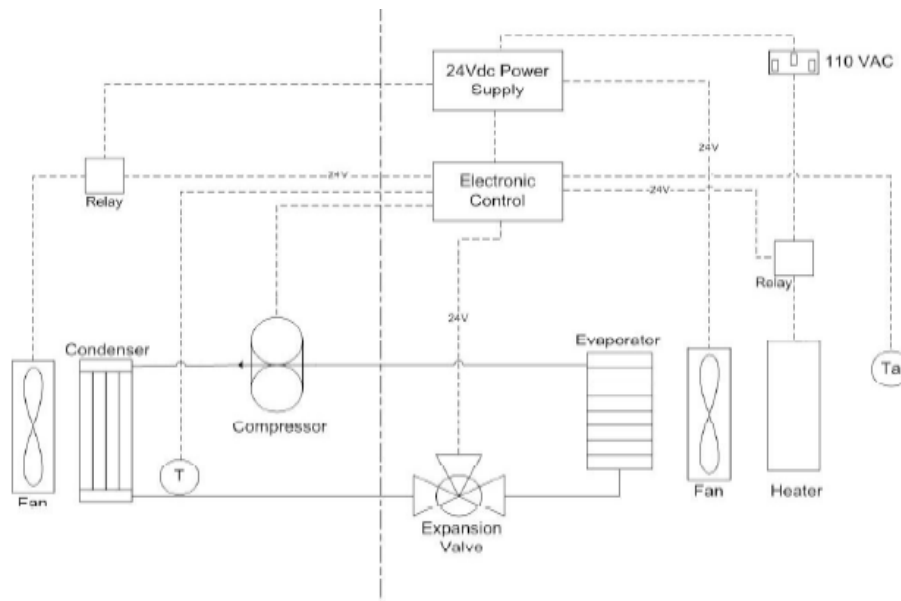 24Vdc Power
Supply
110 VAC
24V
Electronic
Control
24V
24V
Relay
Relay
24V
Condenser
Evaporator
Compressor
Ta
T
Fan
Fan
Heater
Expansion
Valve